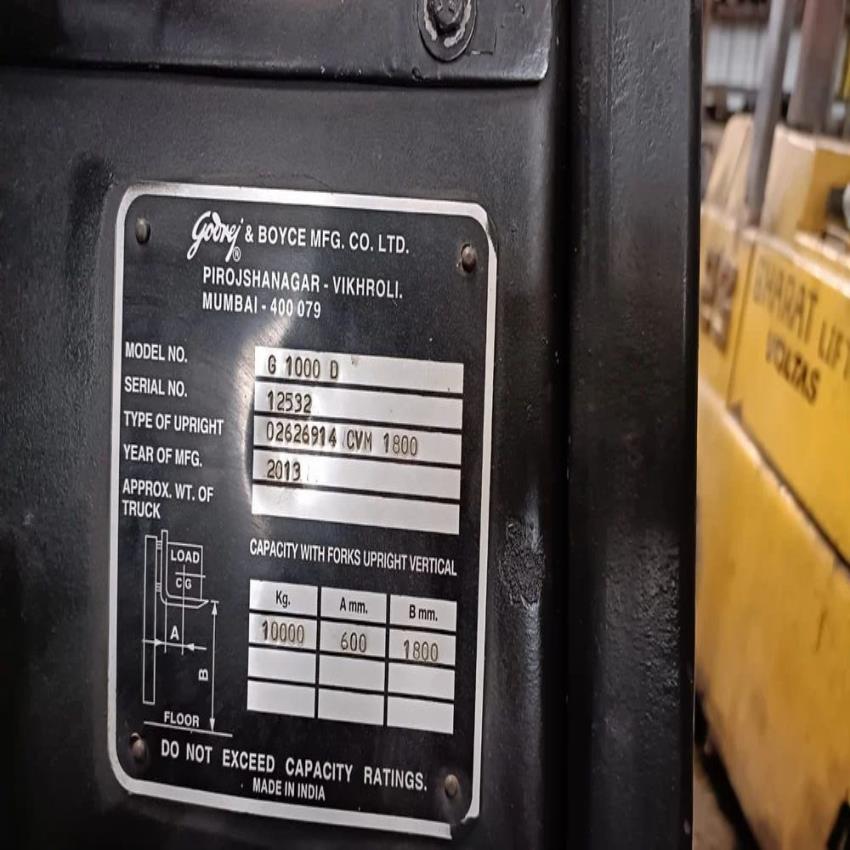 Godrej & BOYCE MFG. CO. LTD.
®
PIROJSHANAGAR - VIKHROLI.
MUMBAI - 400 079
MODEL NO. G 1000 D
SERIAL NO. 12532
TYPE OF UPRIGHT 02626914 CVM 1800
YEAR OF MFG. 2013
APPROX. WT. OF
TRUCK
CAPACITY WITH FORKS UPRIGHT VERTICAL
LOAD
C G
A
B
FLOOR
Kg. A mm. B mm.
10000 600 1800
DO NOT EXCEED CAPACITY RATINGS.
MADE IN INDIA
BHARAT LIFT
VOLTAS